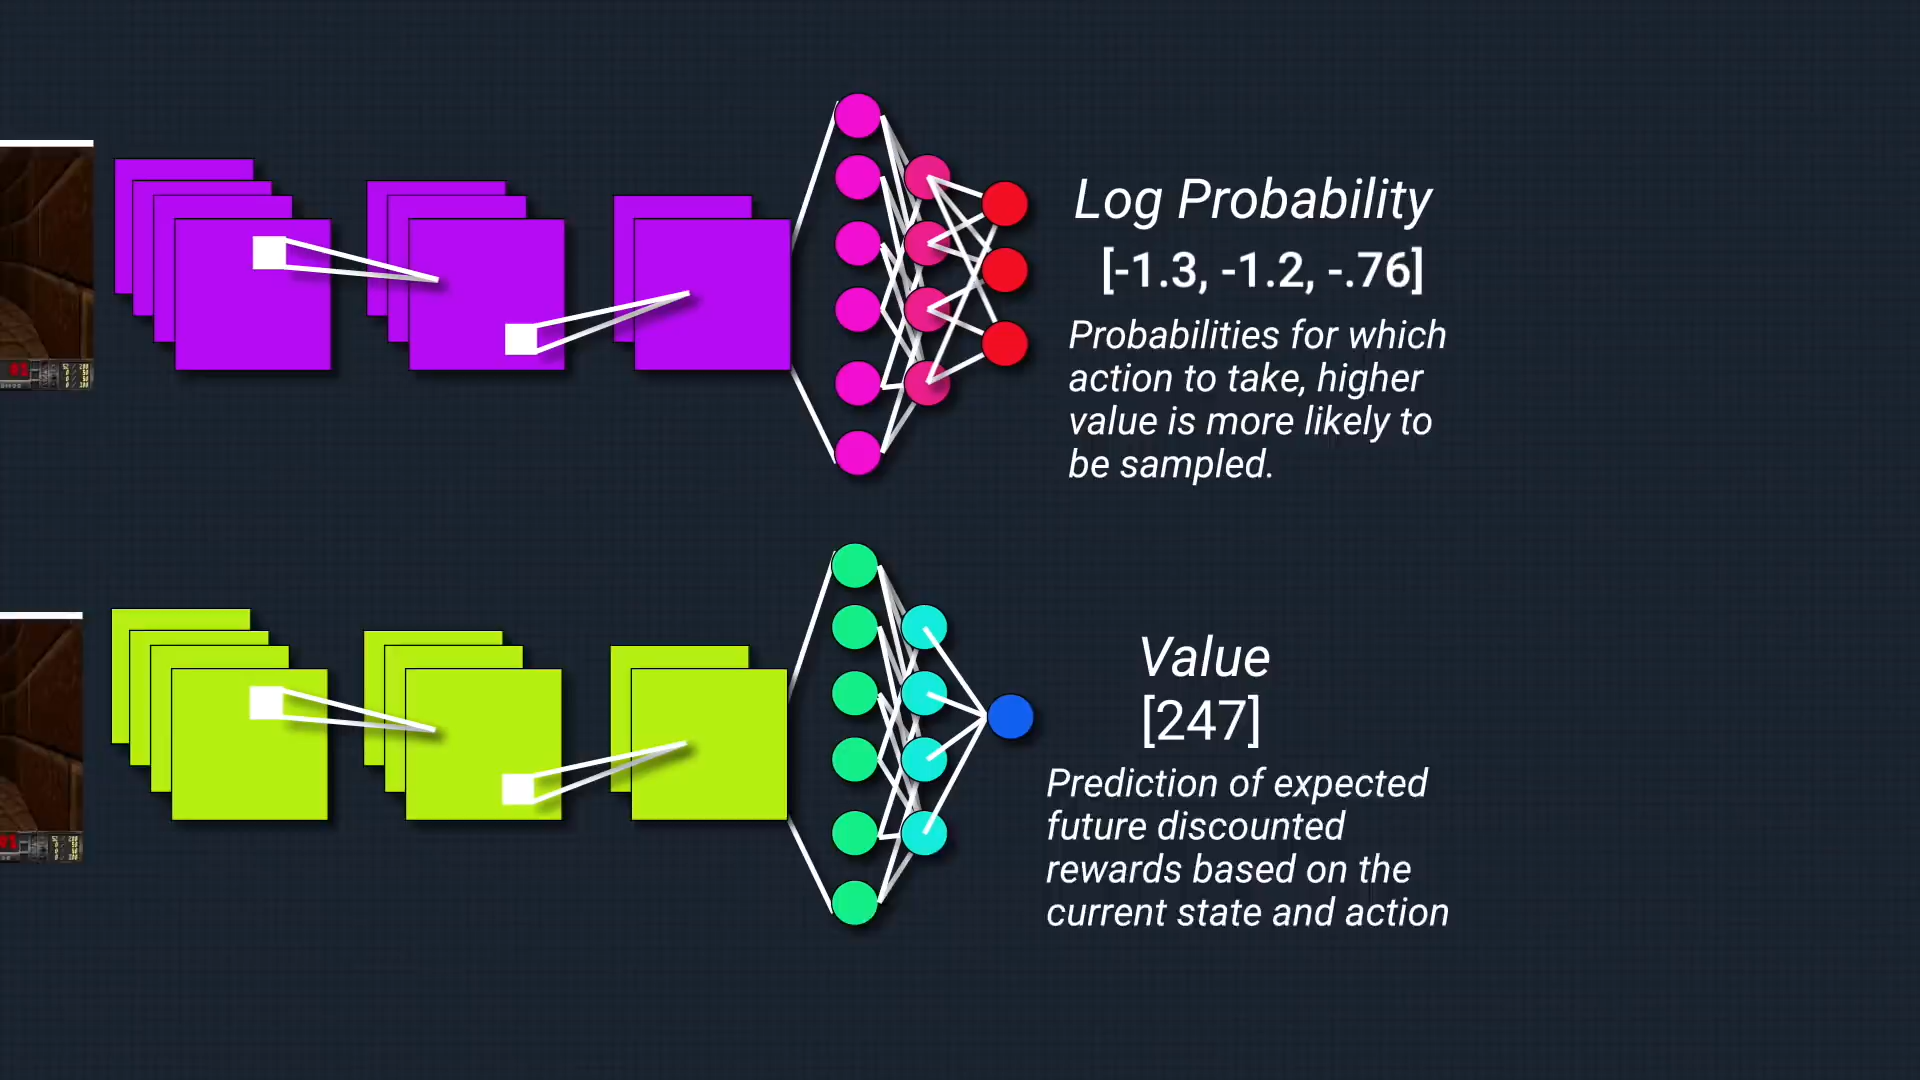 Log Probability
[-1.3, -1.2, -.76]
Probabilities for which
action to take, higher
value is more likely to
be sampled.
Value
[247]
Prediction of expected
future discounted
rewards based on the
current state and action